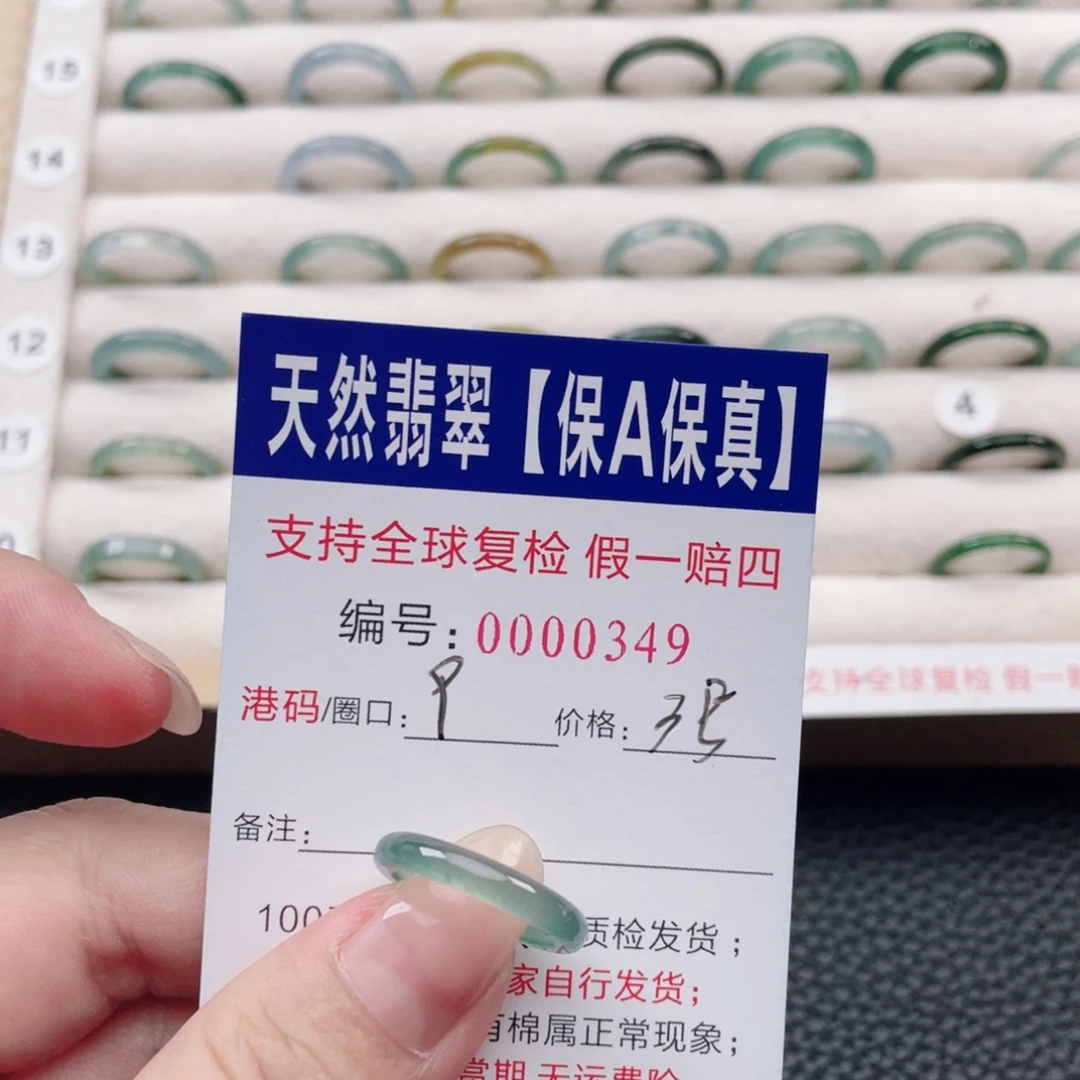 15
14
13
12
11
4
天然翡翠【保A保真】
支持全球复检 假一赔四
编号:0000349
港码/圈口: 9 价格:
备注:
100 质检发货;
家自行发货;
有棉属正常现象;
支持全球复检 假一